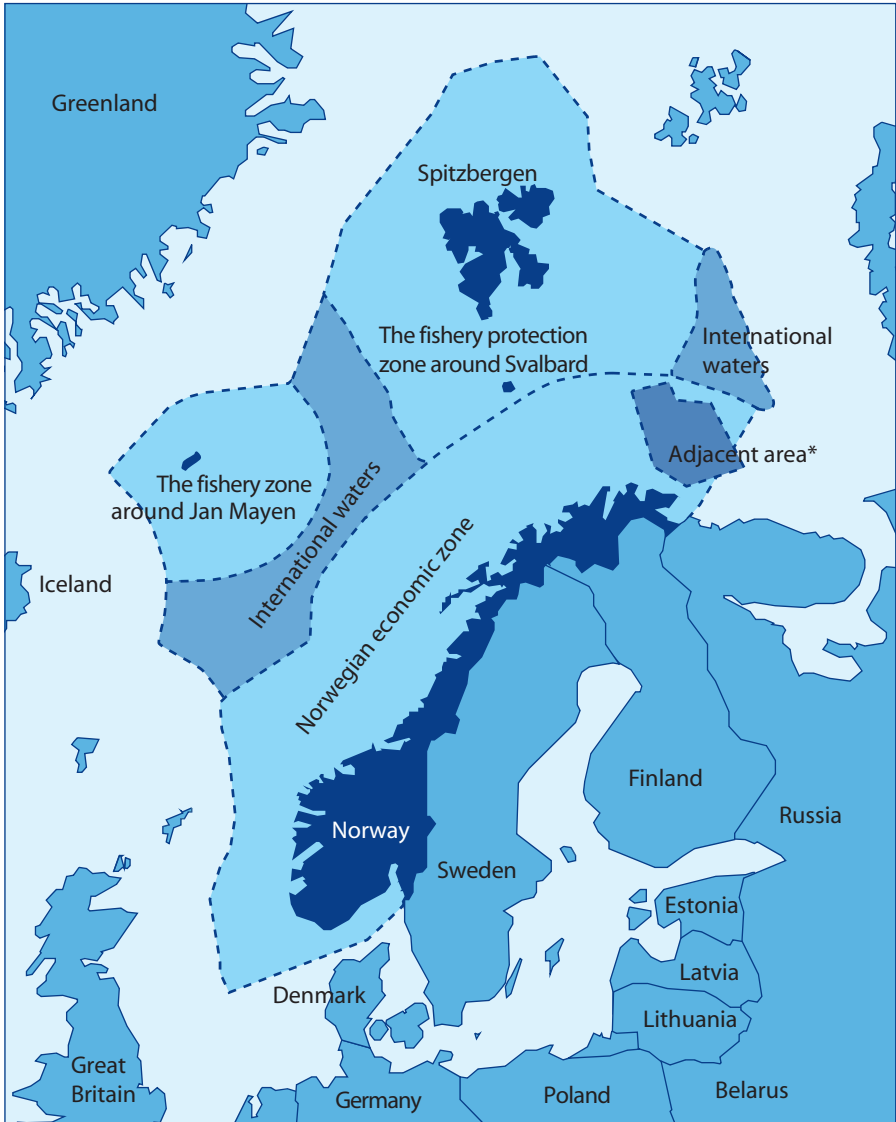 Greenland
Spitzbergen
The fishery protection
zone around Svalbard
International
waters
Adjacent area*
The fishery zone
around Jan Mayen
International waters
Iceland
Norwegian economic zone
Finland
Russia
Norway
Sweden
Estonia
Latvia
Denmark
Lithuania
Great
Britain
Germany
Poland
Belarus